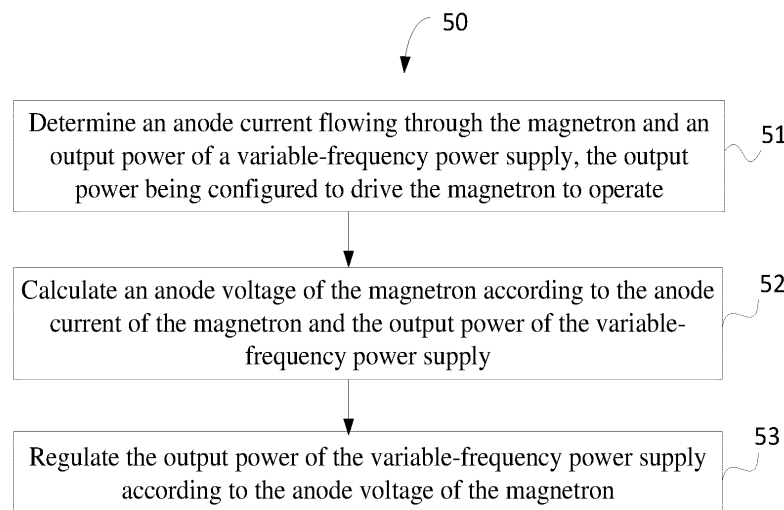 50
Determine an anode current flowing through the magnetron and an
output power of a variable-frequency power supply, the output
power being configured to drive the magnetron to operate
51
Calculate an anode voltage of the magnetron according to the anode
current of the magnetron and the output power of the variable-
frequency power supply
52
Regulate the output power of the variable-frequency power supply
according to the anode voltage of the magnetron
53